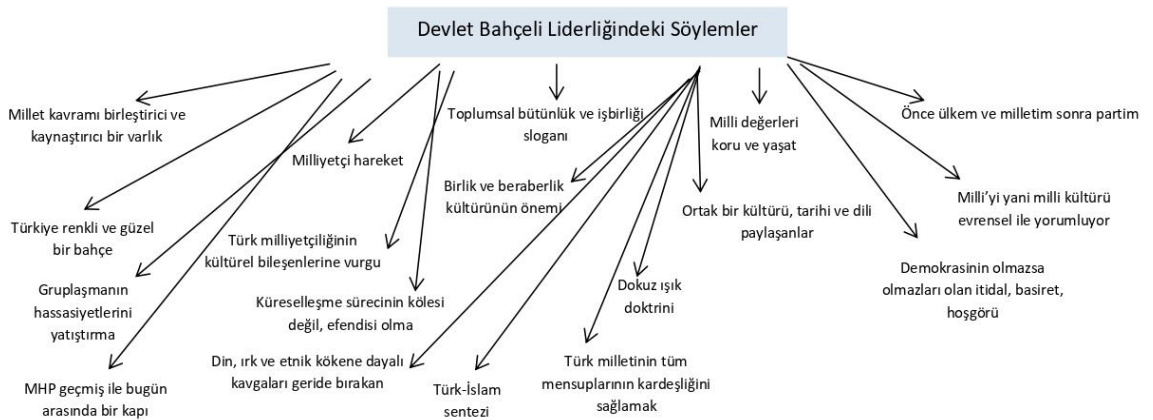 Devlet Bahçeli Liderliğindeki Söylemler
Millet kavramı birleştirici ve
kaynaştırıcı bir varlık
Milliyetçi hareket
Toplumsal bütünlük ve işbirliği
sloganı
Milli değerleri
koru ve yaşat
Önce ülkem ve milletim sonra partim
Türkiye renkli ve güzel
bir bahçe
Türk milliyetçiliğinin
kültürel bileşenlerine vurgu
Birlik ve beraberlik
kültürünün önemi
Ortak bir kültürü, tarihi ve dili
paylaşanlar
Milli’yi yani milli kültürü
evrensel ile yorumluyor
Gruplaşmanın
hassasiyetlerini
yatıştırma
Küreselleşme sürecinin kölesi
değil, efendisi olma
Dokuz ışık
doktrini
Demokrasinin olmazsa
olmazları olan itidal, basiret,
hoşgörü
MHP geçmiş ile bugün
arasında bir kapı
Din, ırk ve etnik kökene dayalı
kavgaları geride bırakan
Türk-İslam
sentezi
Türk milletinin tüm
mensuplarının kardeşliğini
sağlamak